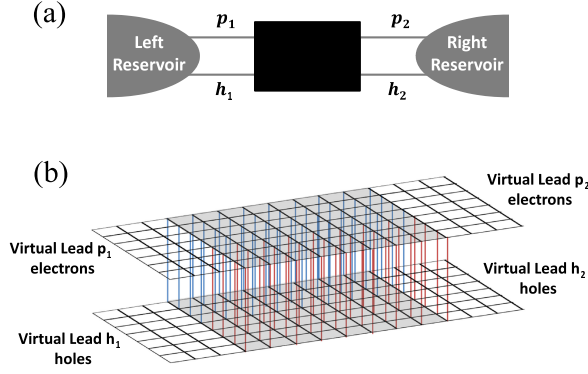 (a)
p1
p2
Left
Reservoir
Right
Reservoir
h1
h2
(b)
Virtual Lead p2
electrons
Virtual Lead p1
electrons
Virtual Lead h2
holes
Virtual Lead h1
holes